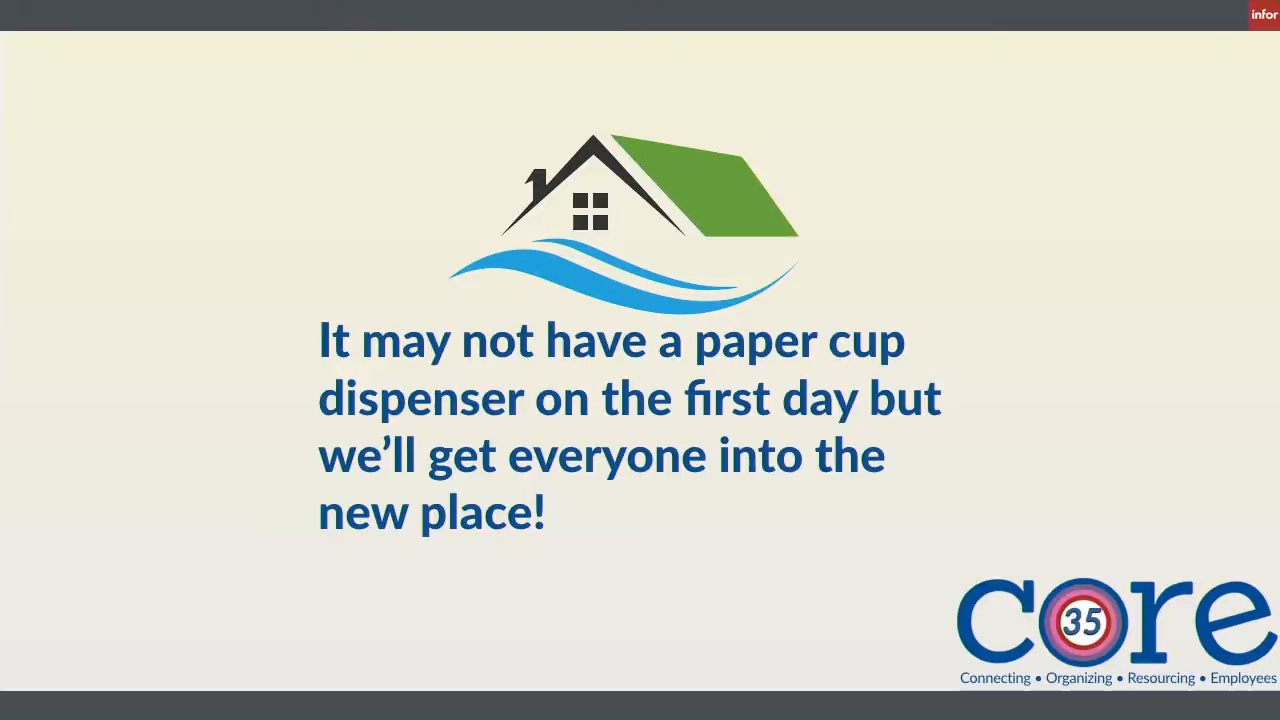 infor
It may not have a paper cup
dispenser on the first day but
we’ll get everyone into the
new place!
core
35
Connecting • Organizing • Resourcing • Employees